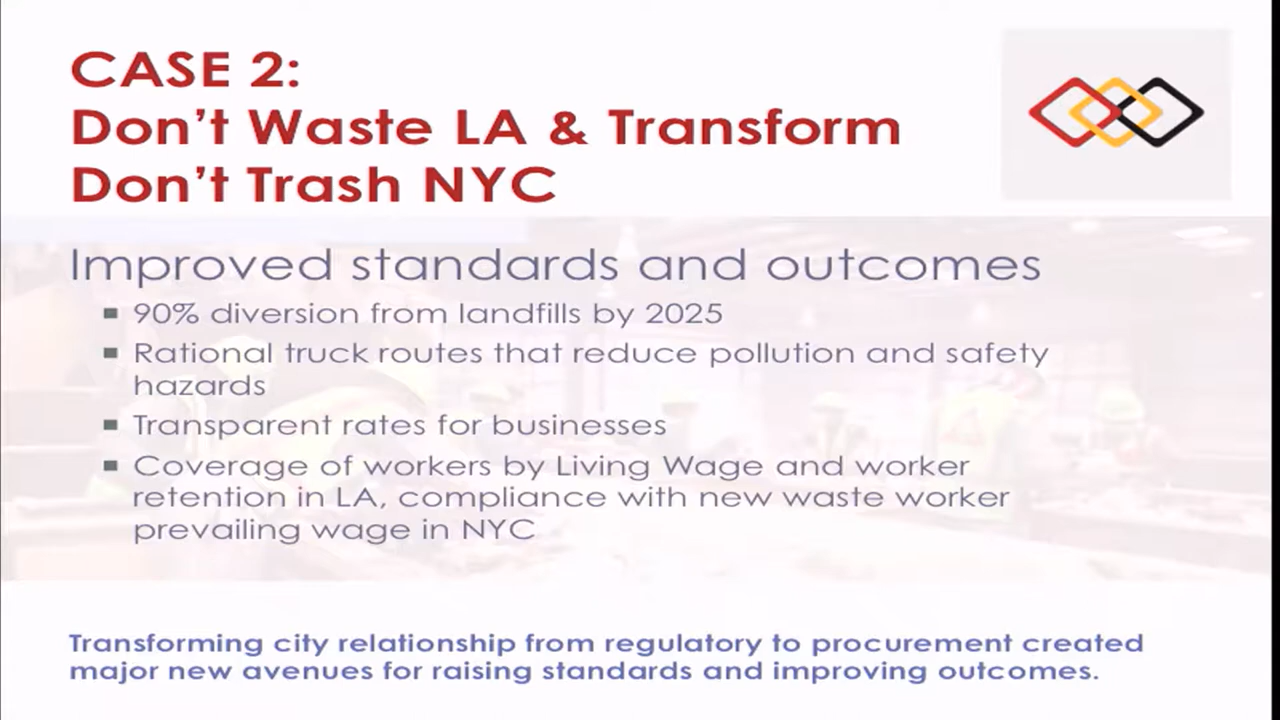 CASE 2:
Don't Waste LA & Transform
Don't Trash NYC
Improved standards and outcomes
▪ 90% diversion from landfills by 2025
▪ Rational truck routes that reduce pollution and safety
hazards
▪ Transparent rates for businesses
▪ Coverage of workers by Living Wage and worker
retention in LA, compliance with new waste worker
prevailing wage in NYC
Transforming city relationship from regulatory to procurement created
major new avenues for raising standards and improving outcomes.